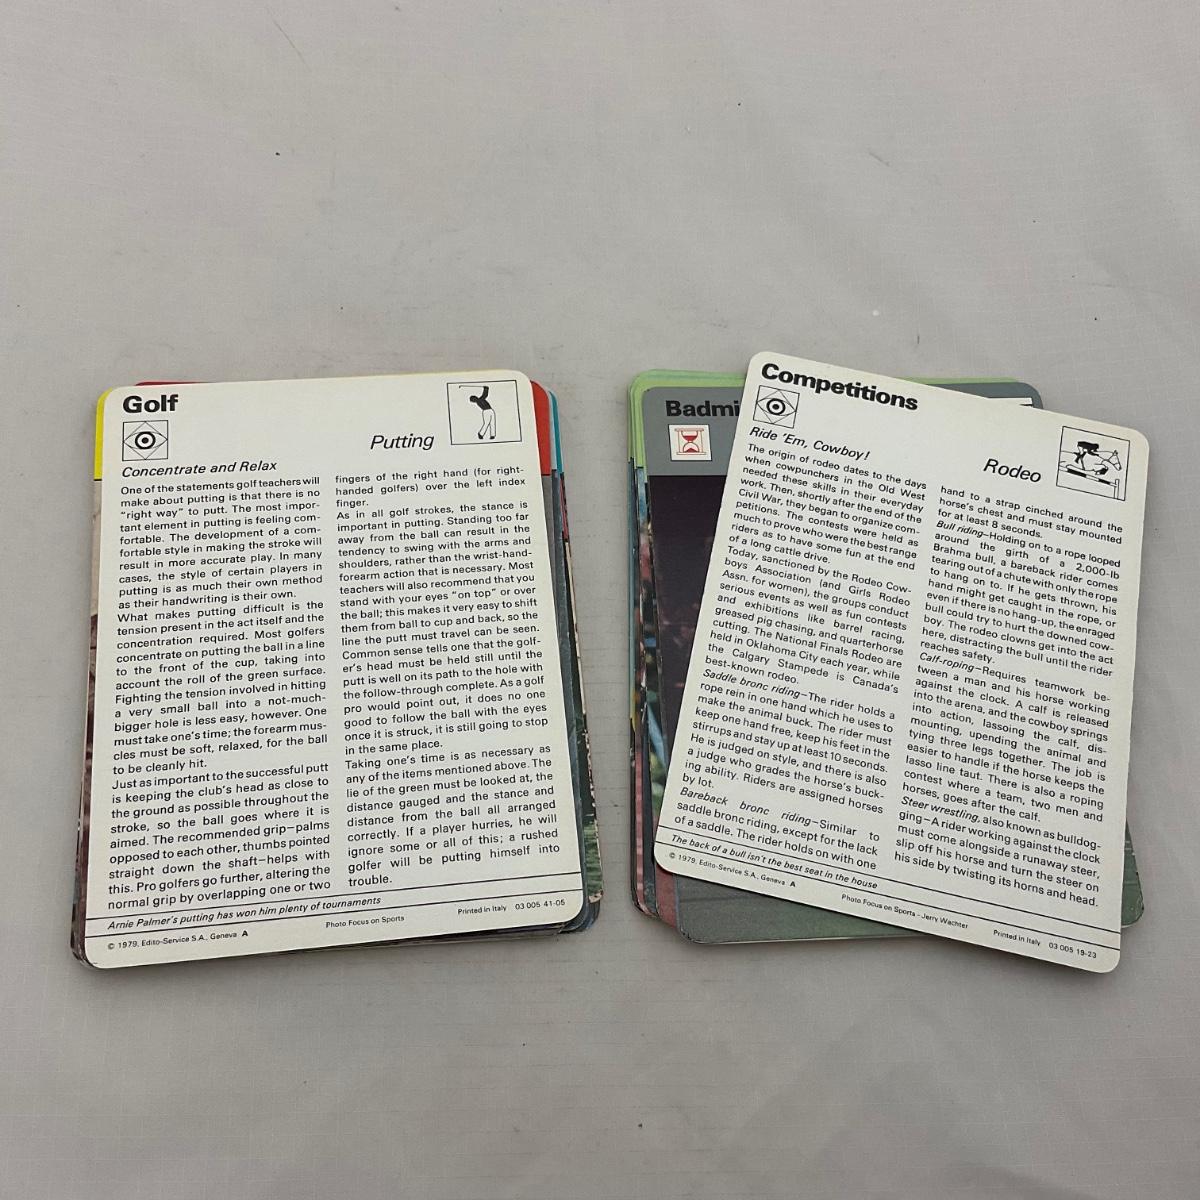 Golf
Putting
Concentrate and Relax
One of the statements golf teachers will
make about putting is that there is no
"right way" to putt. The most impor-
tant element in putting is feeling com-
fortable. The development of a com-
fortable style in making the stroke will
result in more accurate play. In many
cases, the style of certain players in
putting is as much their own method
as their handwriting is their own.
What makes putting difficult is the
tension present in the act itself and the
concentration required. Most golfers
concentrate on putting the ball in a line
to the front of the cup, taking into
account the roll of the green surface.
Fighting the tension involved in hitting
a very small ball into a not-much-
bigger hole is less easy, however. One
must take one's time; the forearm mus-
cles must be soft, relaxed, for the ball
to be cleanly hit.
Just as important to the successful putt
is keeping the club's head as close to
the ground as possible throughout the
stroke, so the ball goes where it is
aimed. The recommended grip—palms
opposed to each other, thumbs pointed
straight down the shaft—helps with
this. Pro golfers go further, altering the
normal grip by overlapping one or two
fingers of the right hand (for right-
handed golfers) over the left index
finger.
As in all golf strokes, the stance is
important in putting. Standing too far
away from the ball can result in the
tendency to swing with the arms and
shoulders, rather than the wrist-hand-
forearm action that is necessary. Most
teachers will also recommend that you
stand with your eyes "on top" or over
the ball; this makes it very easy to shift
them from ball to cup and back, so the
line the putt must travel can be seen.
Common sense tells one that the golf-
er's head must be held still until the
putt is well on its path to the hole with
the follow-through complete. As a golf
pro would point out, it does no one
good to follow the ball with the eyes
once it is struck, it is still going to stop
in the same place.
Taking one's time is as necessary as
any of the items mentioned above. The
lie of the green must be looked at, the
distance gauged and the stance and
distance from the ball all arranged
correctly. If a player hurries, he will
ignore some or all of this; a rushed
golfer will be putting himself into
trouble.
Arnie Palmer's putting has won him plenty of tournaments
© 1979, Edito-Service S.A., Geneva A
Photo Focus on Sports
Printed in Italy 03 005 41-05
Badmi
Competitions
Rodeo
Ride 'Em, Cowboy!
The origin of rodeo dates to the days
when cowpunchers in the Old West
needed these skills in their everyday
work. Then, shortly after the end of the
Civil War, they began to organize com-
petitions. The contests were held as
much to prove who were the best range
riders as to have some fun at the end
of a long cattle drive.
Today, sanctioned by the Rodeo Cow-
boys Association (and Girls Rodeo
Assn. for women), the groups conduct
serious events as well as fun contests
and exhibitions like barrel racing,
greased pig chasing, and quarterhorse
cutting. The National Finals Rodeo are
held in Oklahoma City each year, while
the Calgary Stampede is Canada's
best-known rodeo.
Saddle bronc riding—The rider holds a
rope rein in one hand which he uses to
make the animal buck. The rider must
keep one hand free, keep his feet in the
stirrups and stay up at least 10 seconds.
He is judged on style, and there is also
a judge who grades the horse's buck-
ing ability. Riders are assigned horses
by lot.
Bareback bronc riding—Similar to
saddle bronc riding, except for the lack
of a saddle. The rider holds on with one
hand to a strap cinched around the
horse's chest and must stay mounted
for at least 8 seconds.
Bull riding—Holding on to a rope looped
around the girth of a 2,000-lb
Brahma bull, a bareback rider comes
tearing out of a chute with only the rope
to hang on to. If he gets thrown, his
hand might get caught in the rope, or
even if there is no hang-up, the enraged
bull could try to hurt the downed cow-
boy. The rodeo clowns get into the act
here, distracting the bull until the rider
reaches safety.
Calf-roping—Requires teamwork be-
tween a man and his horse working
against the clock. A calf is released
into the arena, and the cowboy springs
into action, lassoing the calf, dis-
mounting, upending the animal and
tying three legs together. The job is
easier to handle if the horse keeps the
lasso line taut. There is also a roping
contest where a team, two men and
horses, goes after the calf.
Steer wrestling, also known as bulldog-
ging—A rider working against the clock
must come alongside a runaway steer,
slip off his horse and turn the steer on
his side by twisting its horns and head.
The back of a bull isn't the best seat in the house
© 1979, Edito-Service S.A., Geneva A
Photo Focus on Sports - Jerry Wachter
Printed in Italy 03 005 19-23